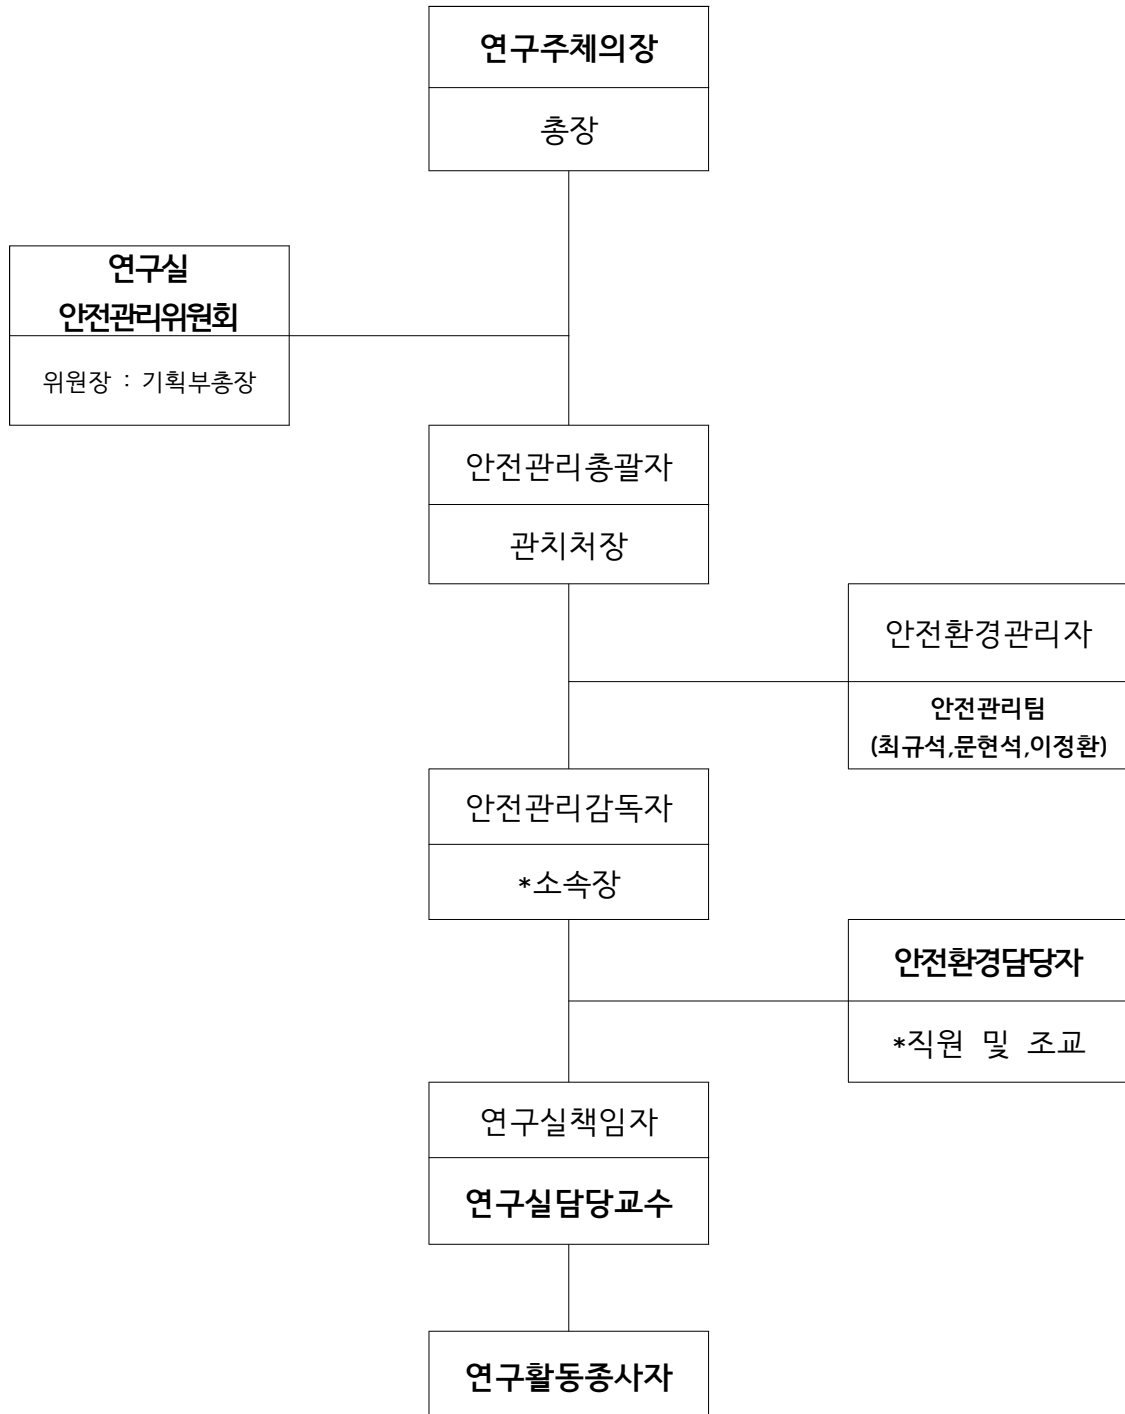 연구주체의장
총장
연구실
안전관리위원회
위원장 : 기획부총장
안전관리총괄자
관치처장
안전환경관리자
안전관리팀
(최규석,문현석,이정환)
안전관리감독자
*소속장
안전환경담당자
*직원 및 조교
연구실책임자
연구실담당교수
연구활동종사자